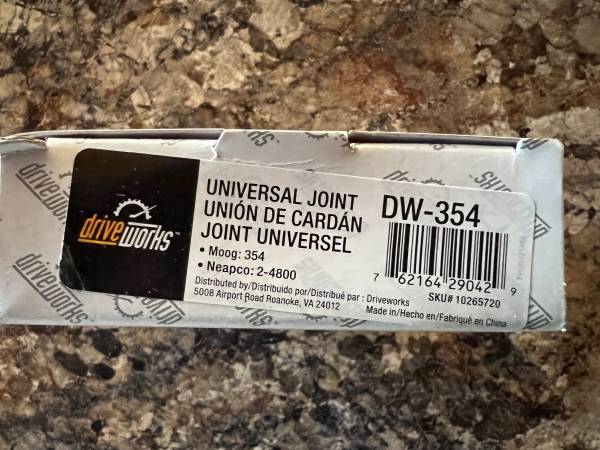 driveworks
UNIVERSAL JOINT
UNIÓN DE CARDÁN
JOINT UNIVERSEL
• Moog: 354
• Neapco: 2-4800
DW-354
7 62164 29042 9
SKU# 10265720
Distributed by/Distribuido por/Distribué par : Driveworks
5008 Airport Road Roanoke, VA 24012
Made in/Hecho en/Fabriqué en China